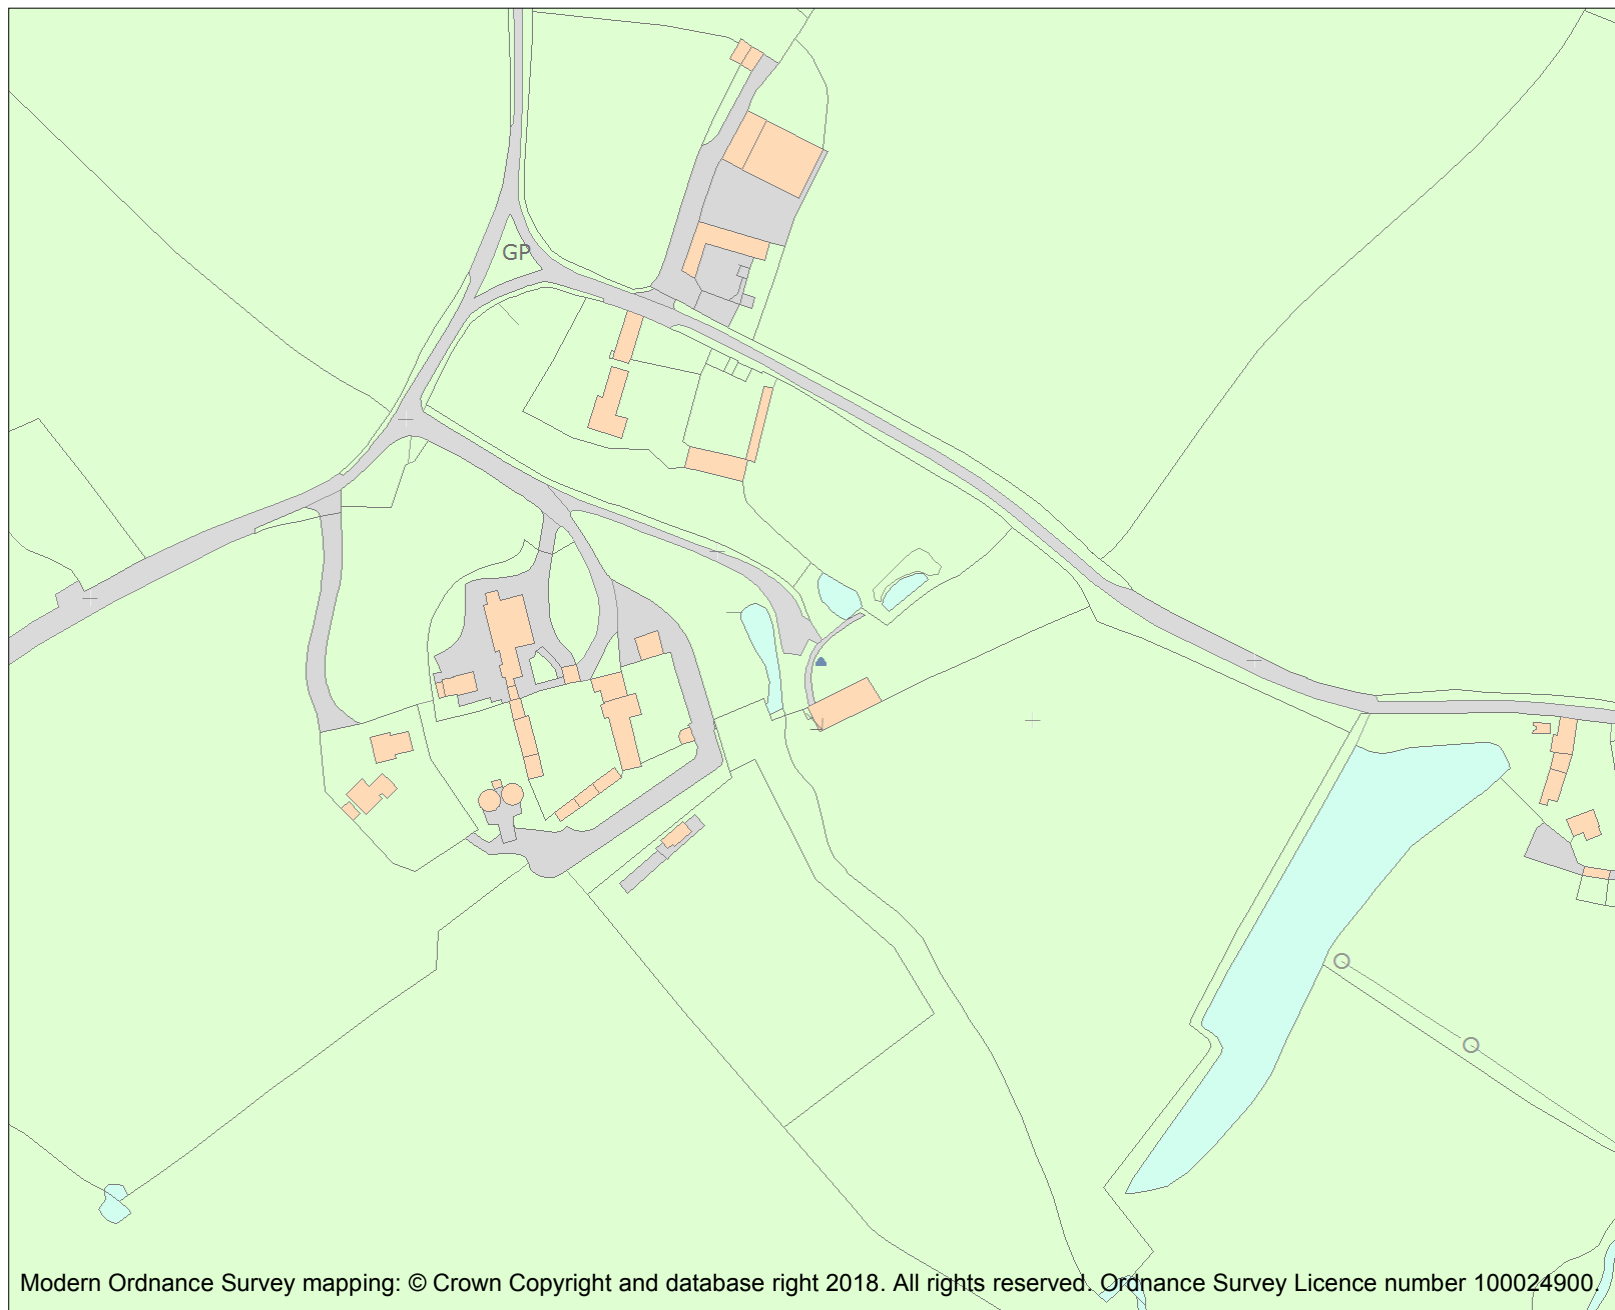 GP
Modern Ordnance Survey mapping: © Crown Copyright and database right 2018. All rights reserved. Ordnance Survey Licence number 100024900.